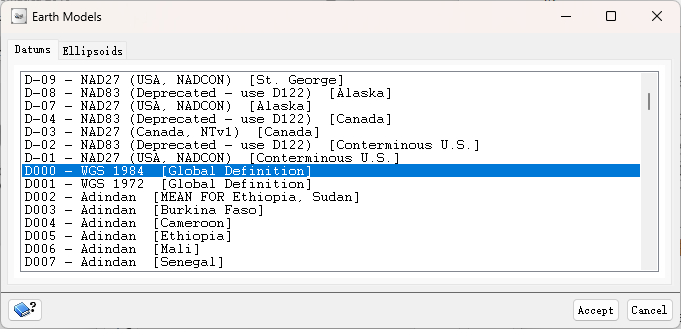 Earth Models
Datums Ellipsoids
D-09 - NAD27 (USA, NADCON) [St. George]
D-08 - NAD83 (Deprecated - use D122) [Alaska]
D-07 - NAD27 (USA, NADCON) [Alaska]
D-04 - NAD83 (Deprecated - use D122) [Canada]
D-03 - NAD27 (Canada, NTv1) [Canada]
D-02 - NAD83 (Deprecated - use D122) [Conterminous U.S.]
D-01 - NAD27 (USA, NADCON) [Conterminous U.S.]
D000 - WGS 1984 [Global Definition]
D001 - WGS 1972 [Global Definition]
D002 - Adindan [MEAN FOR Ethiopia, Sudan]
D003 - Adindan [Burkina Faso]
D004 - Adindan [Cameroon]
D005 - Adindan [Ethiopia]
D006 - Adindan [Mali]
D007 - Adindan [Senegal]
? Accept Cancel